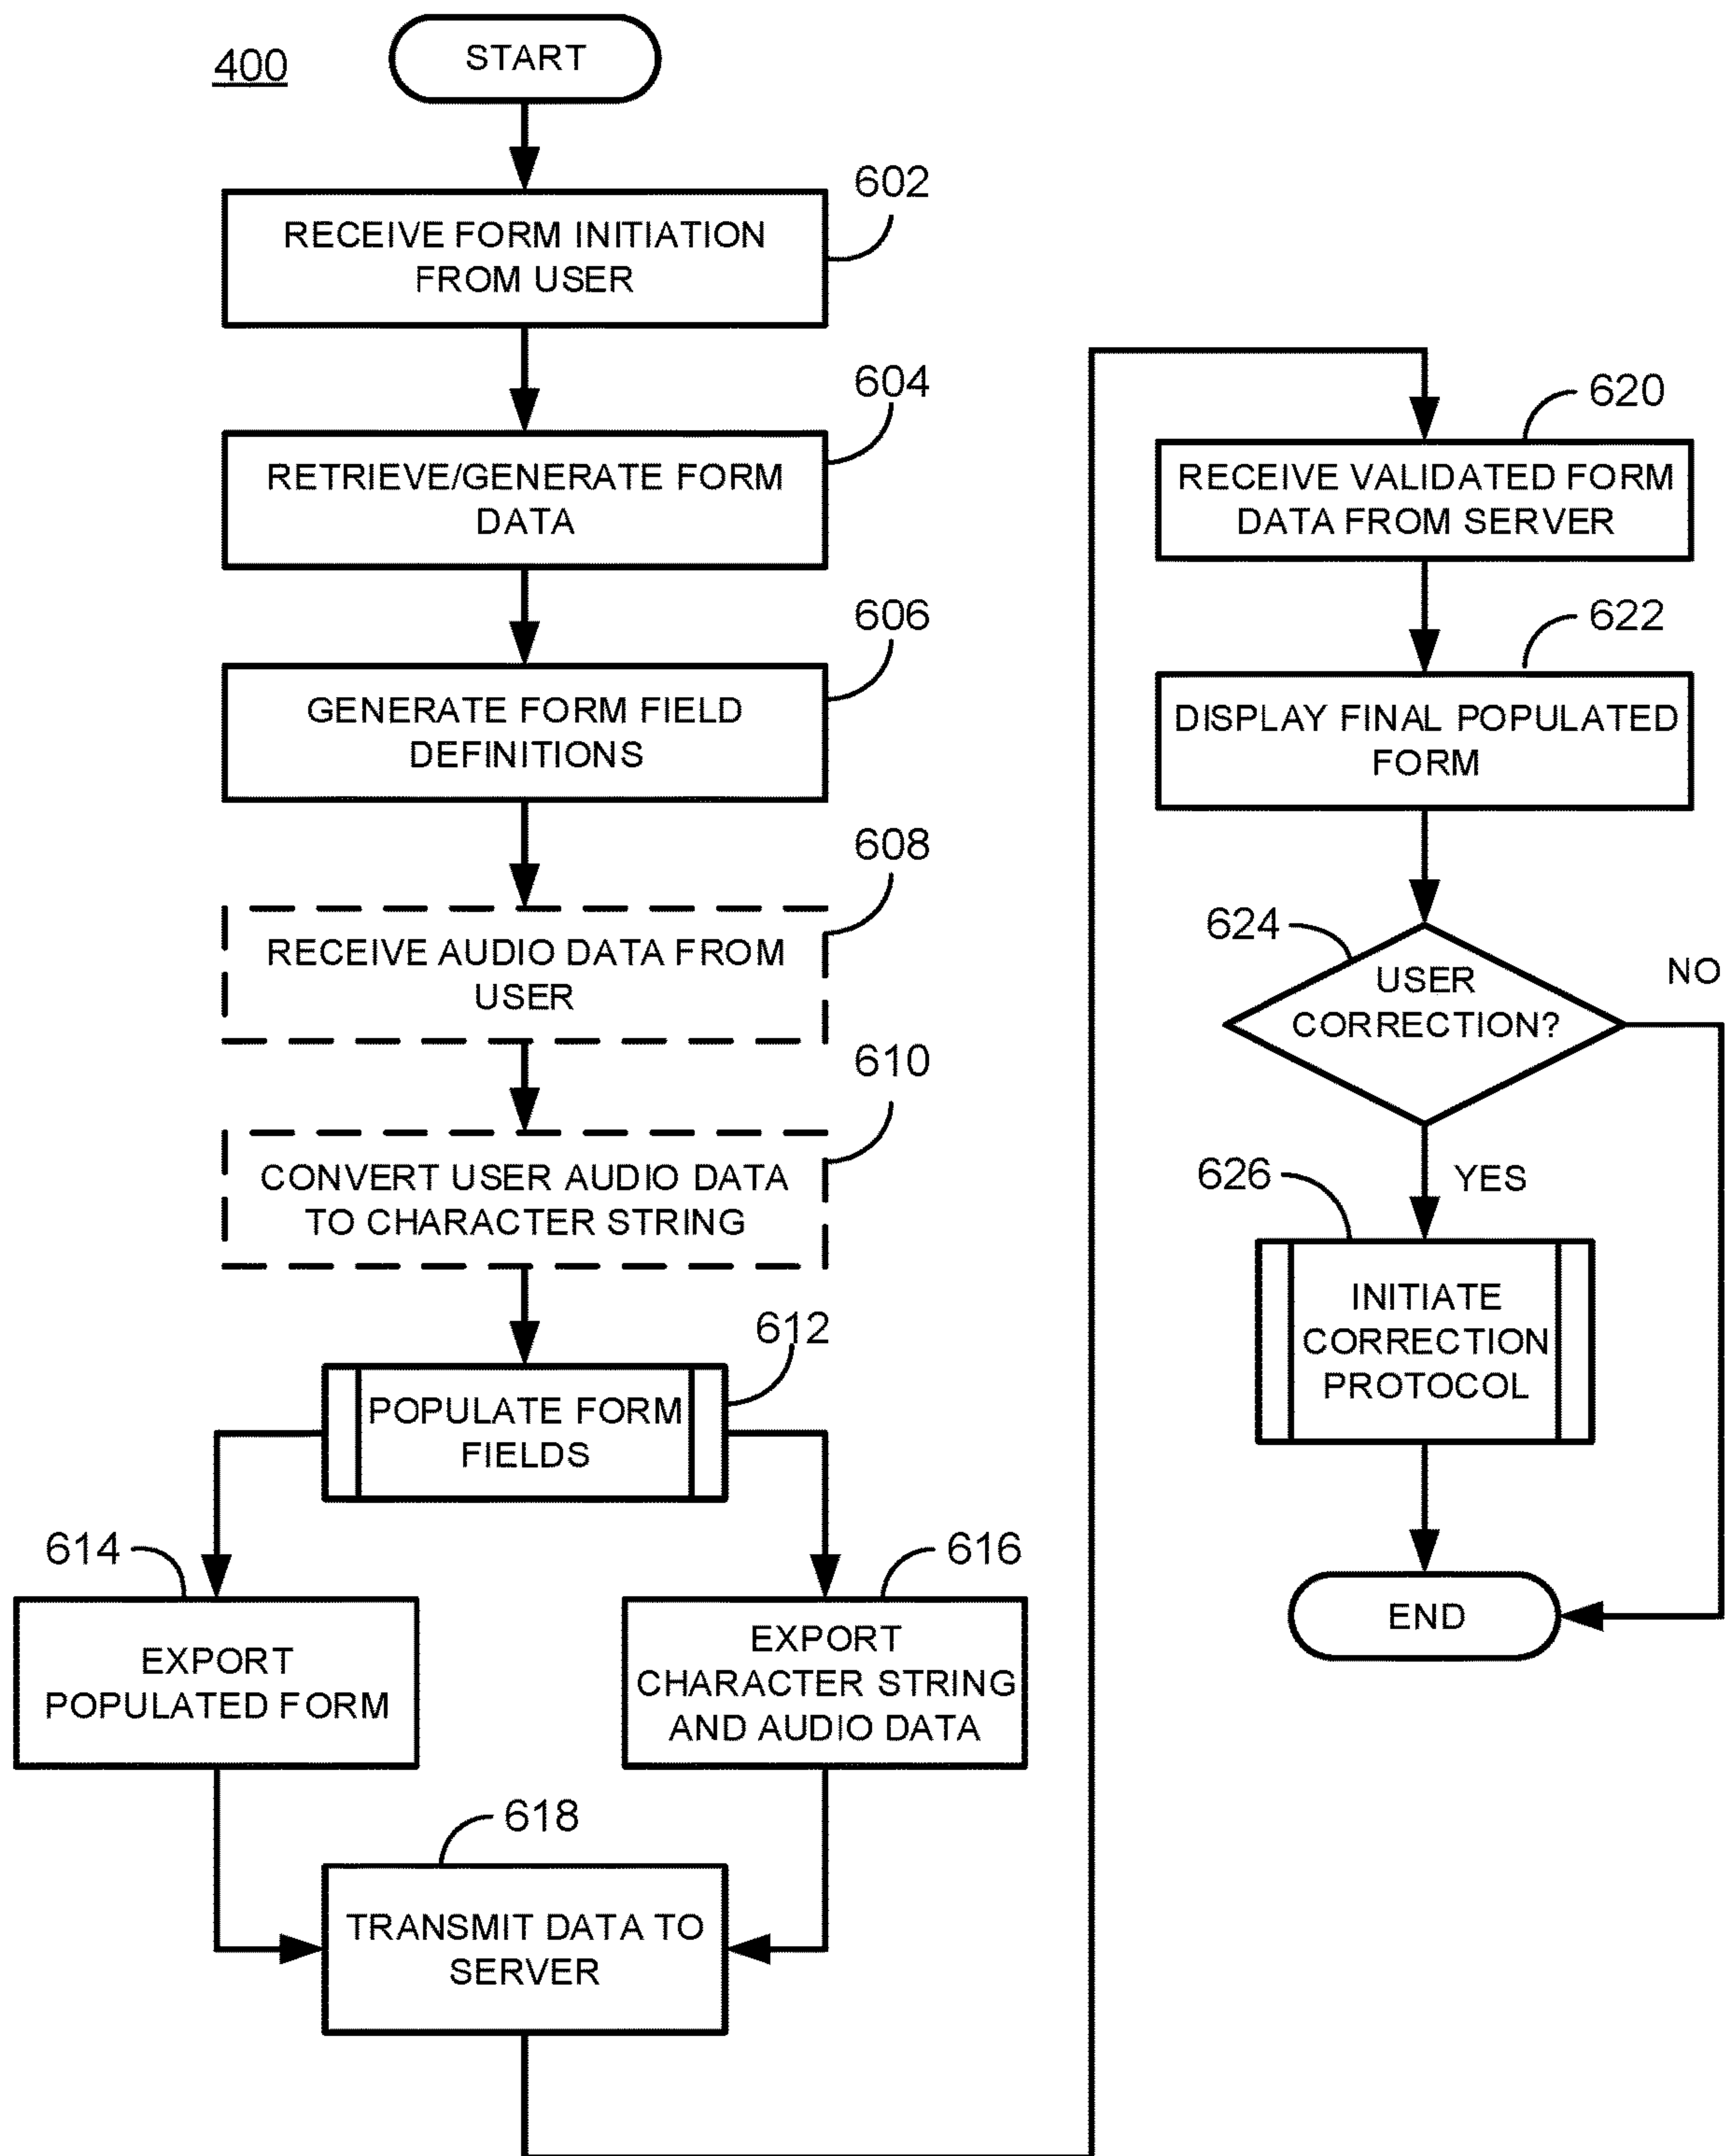 400
START
602
RECEIVE FORM INITIATION
FROM USER
604
RETRIEVE/GENERATE FORM
DATA
606
GENERATE FORM FIELD
DEFINITIONS
608
RECEIVE AUDIO DATA FROM
USER
610
CONVERT USER AUDIO DATA
TO CHARACTER STRING
612
POPULATE FORM
FIELDS
614
EXPORT
POPULATED FORM
616
EXPORT
CHARACTER STRING
AND AUDIO DATA
618
TRANSMIT DATA TO
SERVER
620
RECEIVE VALIDATED FORM
DATA FROM SERVER
622
DISPLAY FINAL POPULATED
FORM
624
USER
CORRECTION?
NO
YES
626
INITIATE
CORRECTION
PROTOCOL
END